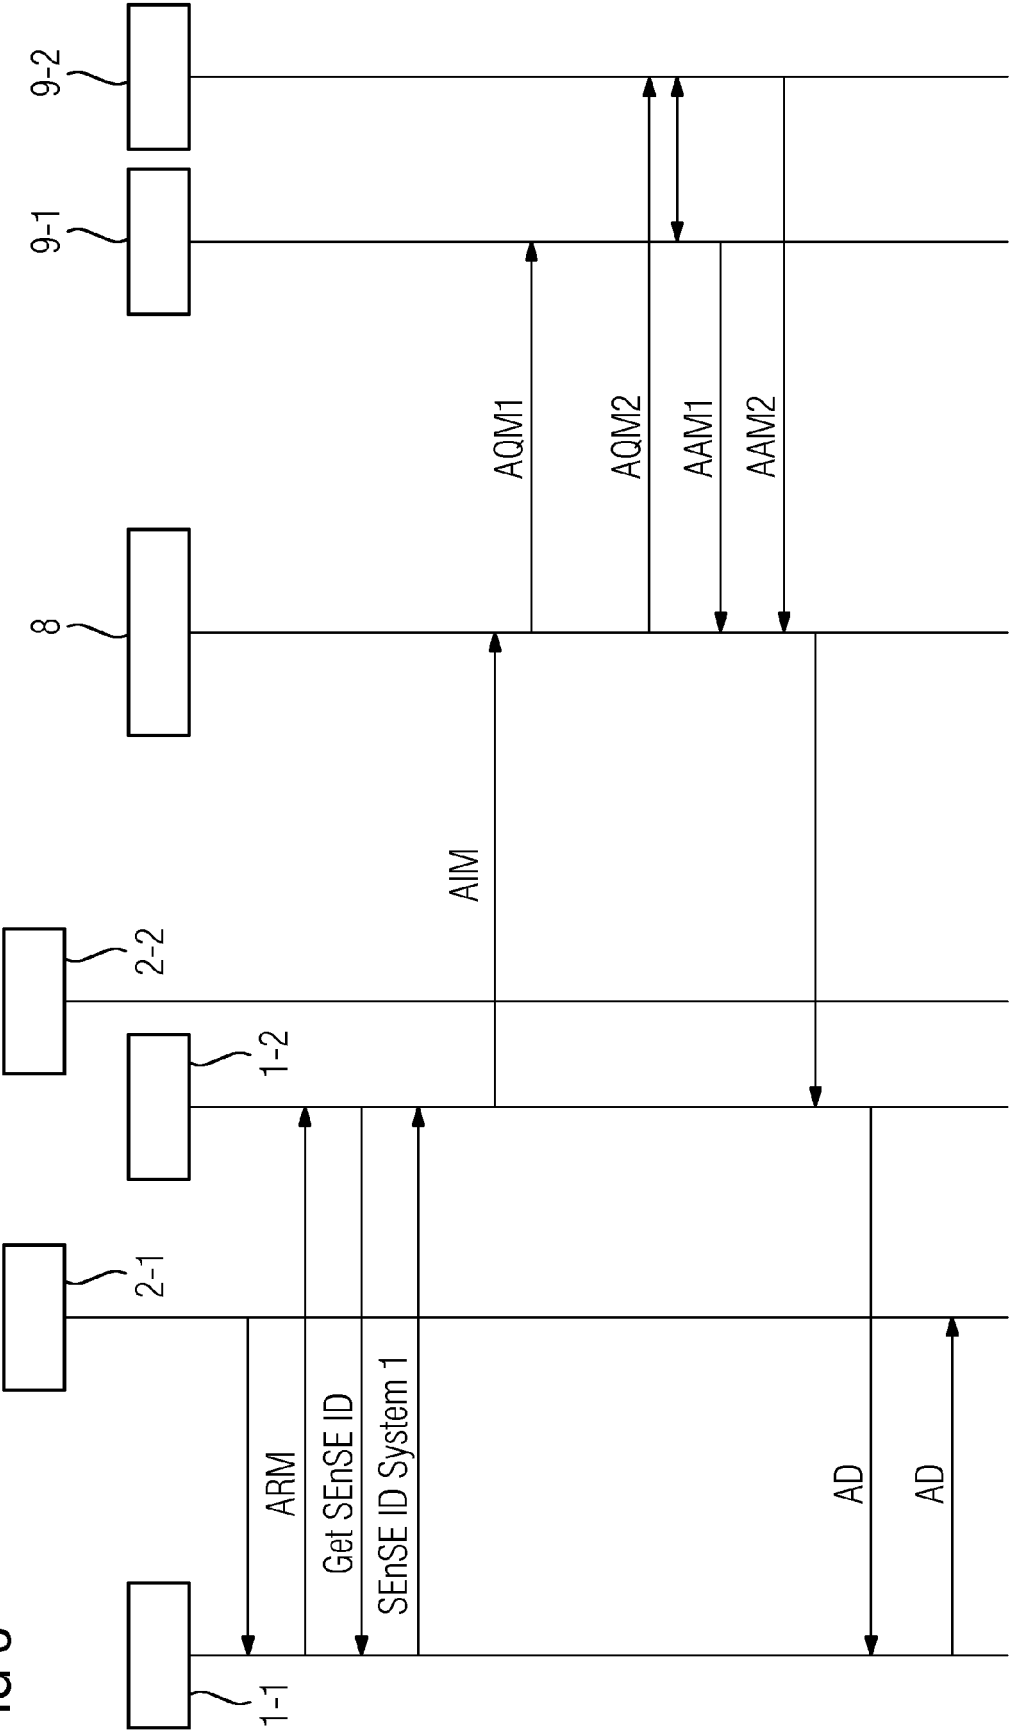 1-1
2-1
1-2
2-2
8
9-1
9-2
ARM
Get SEnSE ID
SEnSE ID System 1
AIM
AQM1
AQM2
AAM1
AAM2
AD
AD